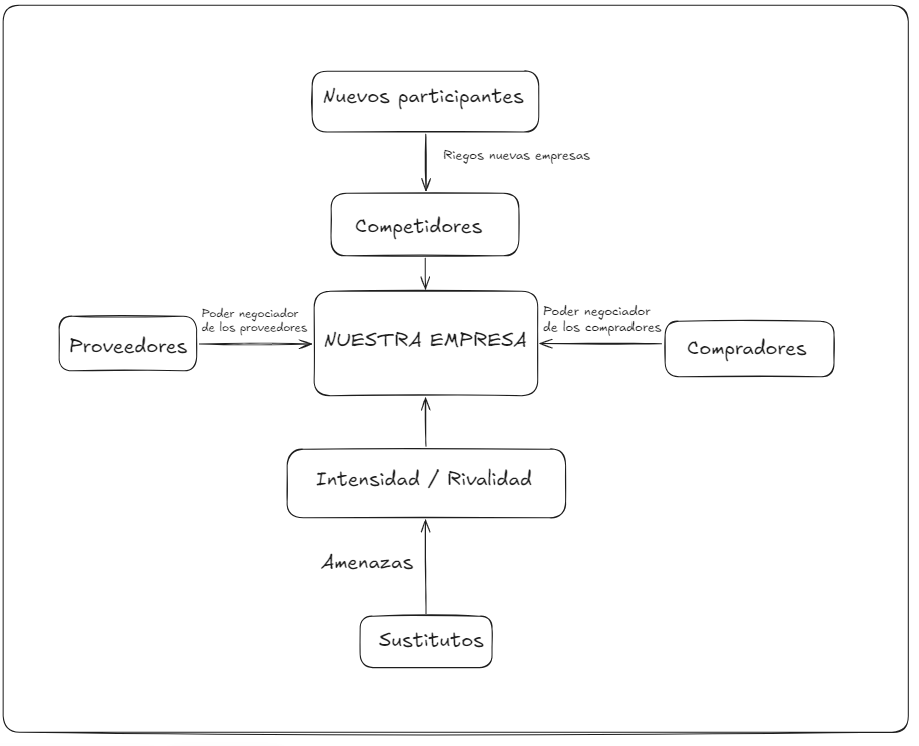 Nuevos participantes
Riegos nuevas empresas
Competidores
Poder negociador
de los proveedores
Poder negociador
de los compradores
Proveedores
NUESTRA EMPRESA
Compradores
Intensidad / Rivalidad
Amenazas
Sustitutos